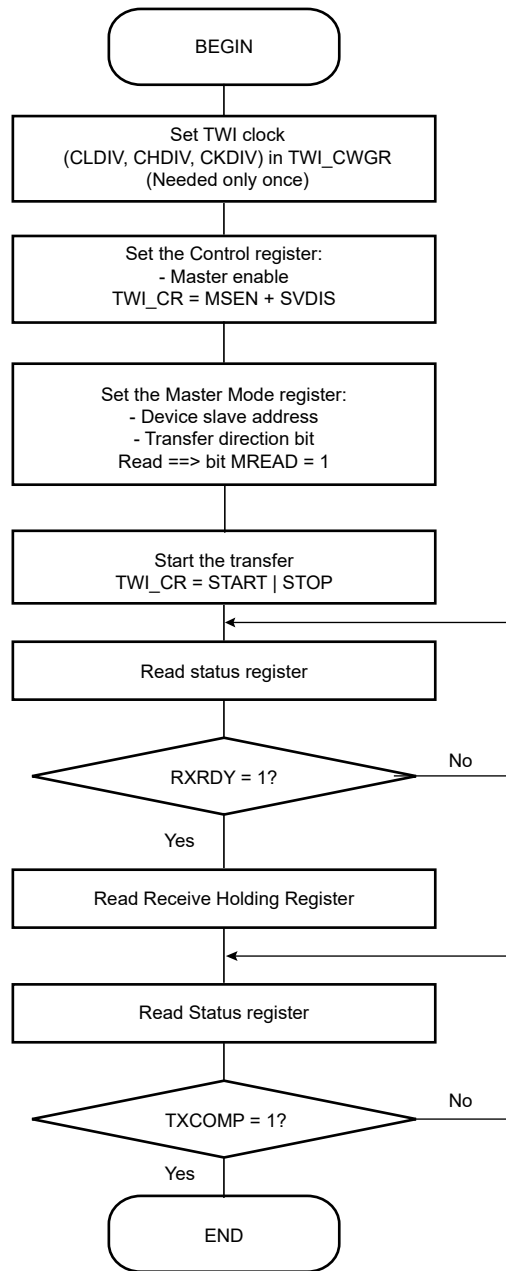 BEGIN
Set TWI clock
(CLDIV, CHDIV, CKDIV) in TWI_CWGR
(Needed only once)
Set the Control register:
- Master enable
TWI_CR = MSEN + SVDIS
Set the Master Mode register:
- Device slave address
- Transfer direction bit
Read ==> bit MREAD = 1
Start the transfer
TWI_CR = START | STOP
Read status register
RXRDY = 1?
No
Yes
Read Receive Holding Register
Read Status register
TXCOMP = 1?
No
Yes
END